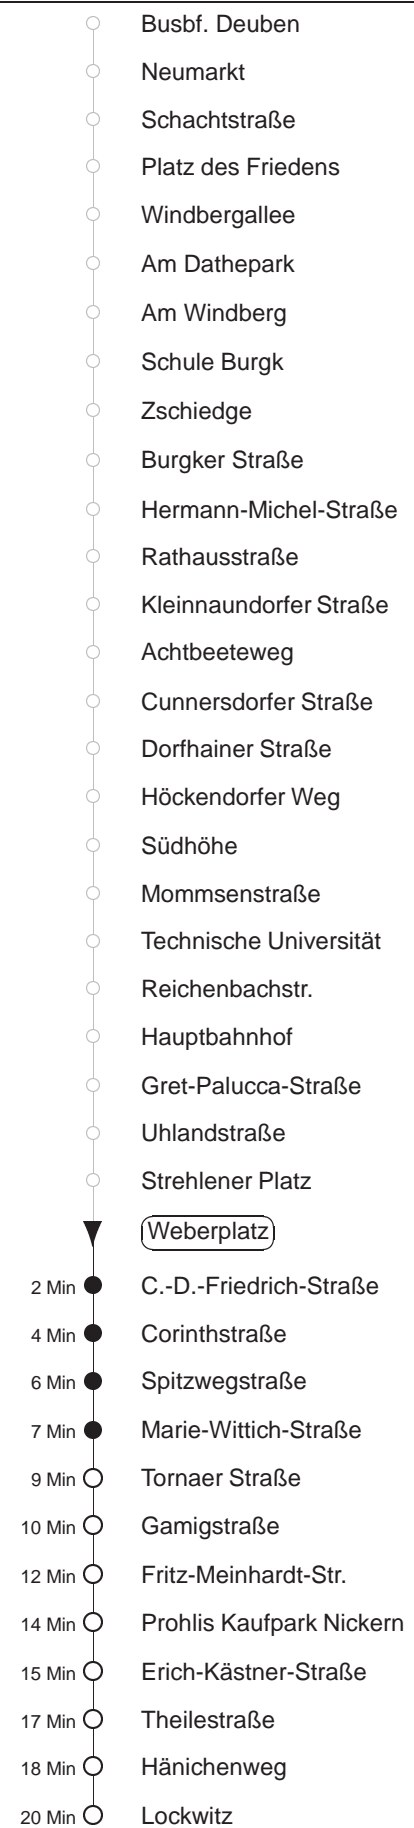 Busbf. Deuben
Neumarkt
Schachtstraße
Platz des Friedens
Windbergallee
Am Dathepark
Am Windberg
Schule Burgk
Zschiedge
Burgker Straße
Hermann-Michel-Straße
Rathausstraße
Kleinnaundorfer Straße
Achtbeeteweg
Cunnersdorfer Straße
Dorfhainer Straße
Höckendorfer Weg
Südhöhe
Mommsenstraße
Technische Universität
Reichenbachstr.
Hauptbahnhof
Gret-Palucca-Straße
Uhlandstraße
Strehlener Platz
Weberplatz
2 Min C.-D.-Friedrich-Straße
4 Min Corinthstraße
6 Min Spitzwegstraße
7 Min Marie-Wittich-Straße
9 Min Tornaer Straße
10 Min Gamigstraße
12 Min Fritz-Meinhardt-Str.
14 Min Prohlis Kaufpark Nickern
15 Min Erich-Kästner-Straße
17 Min Theilestraße
18 Min Hänichenweg
20 Min Lockwitz